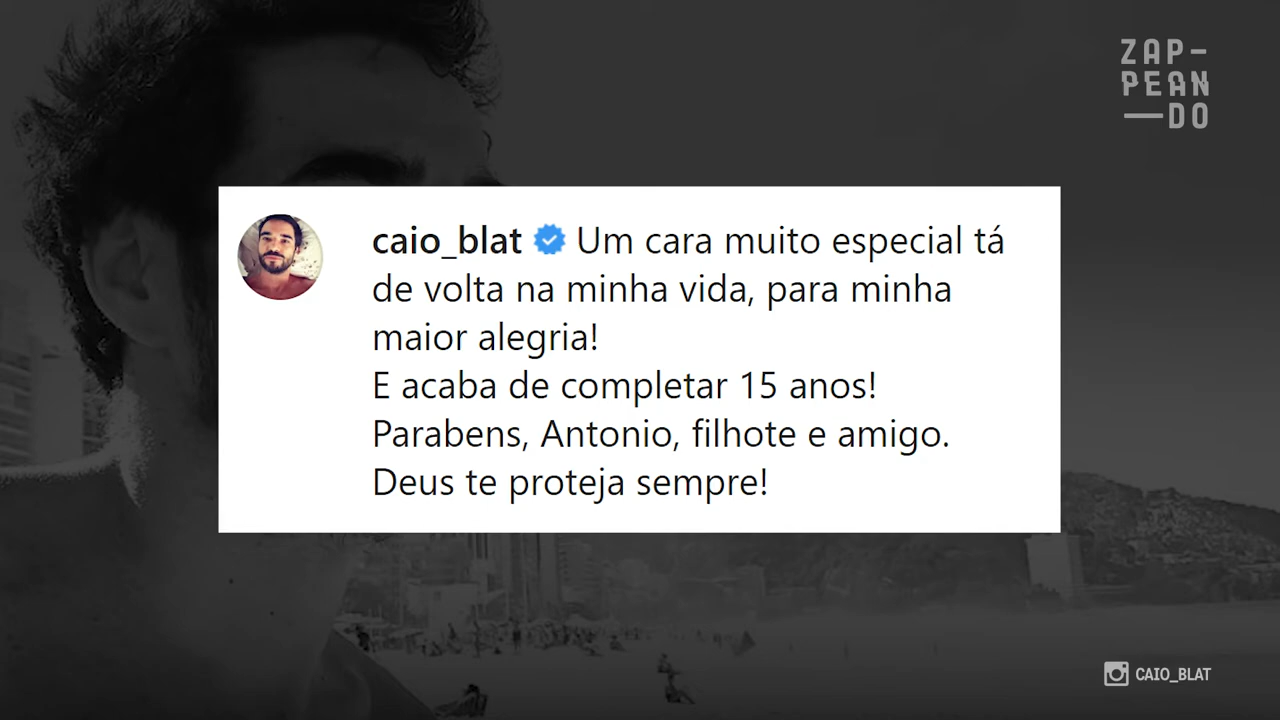 ZAP-
PEAN
—DO
caio_blat Um cara muito especial tá
de volta na minha vida, para minha
maior alegria!
E acaba de completar 15 anos!
Parabens, Antonio, filhote e amigo.
Deus te proteja sempre!
CAIO_BLAT